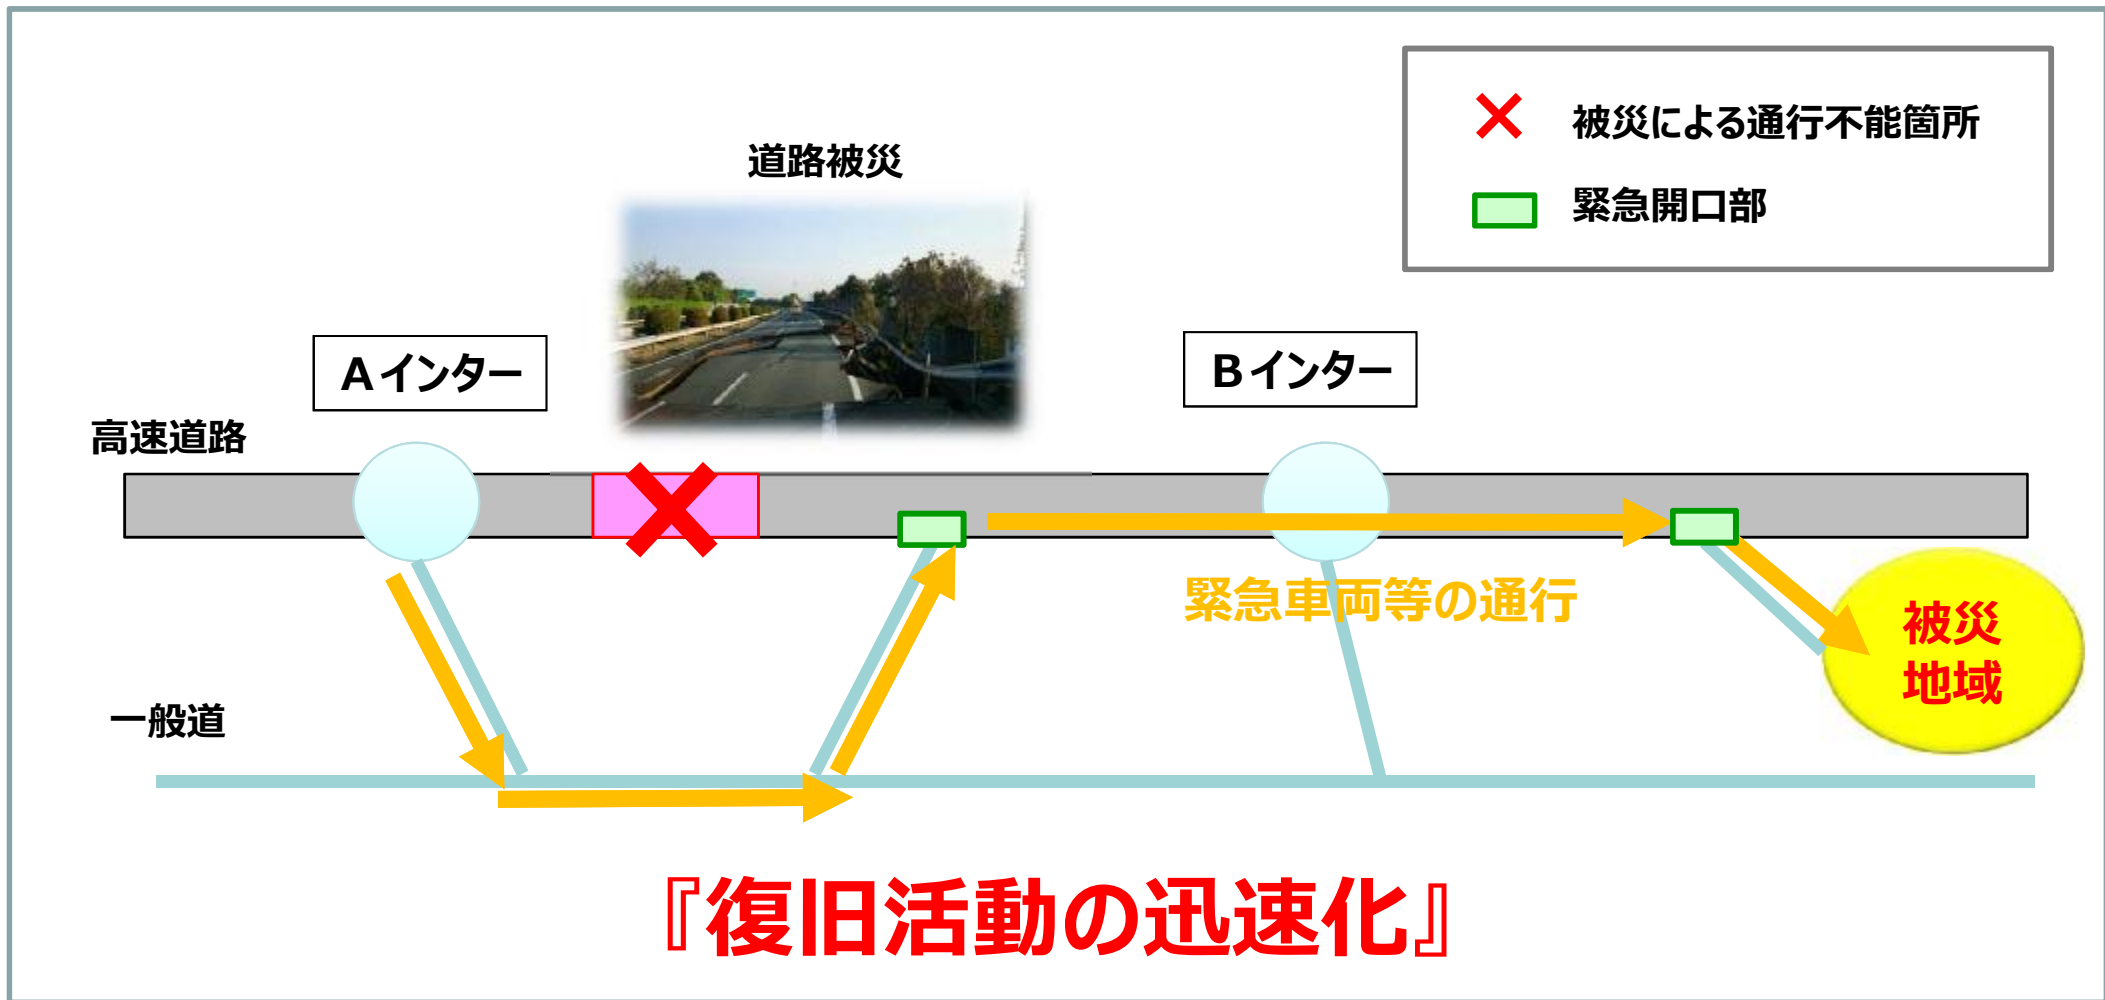 被災による通行不能箇所
緊急開口部
道路被災
Aインター
Bインター
高速道路
緊急車両等の通行
被災
地域
一般道
『復旧活動の迅速化』